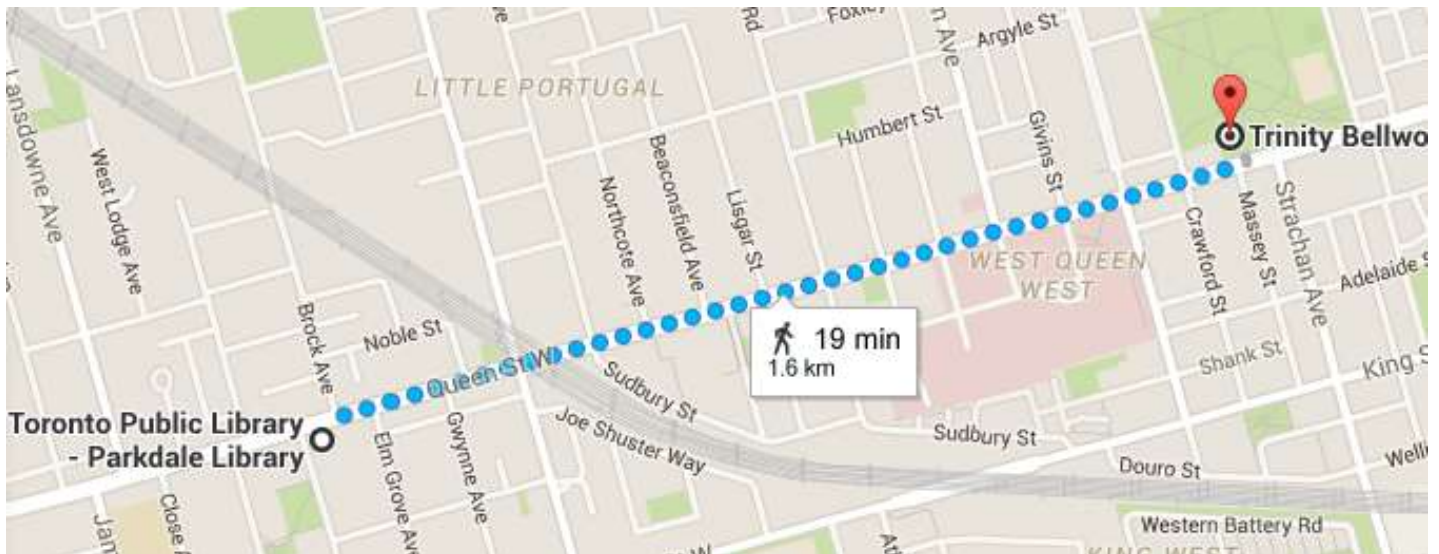 Foxley
Argyle St
Rd
Ave
LITTLE PORTUGAL
Lansdowne Ave
West Lodge Ave
Humbert St
Givins St
Trinity Bellwo
Beaconsfield Ave
Northcote Ave
Lisgar St
Crawford St
Massey St
Strachan Ave
WEST QUEEN
WEST
Adelaide S
Brock Ave
Noble St
Queen St W
19 min
1.6 km
Shank St
King S
Sudbury St
Toronto Public Library
- Parkdale Library
Elm Grove Ave
Gwynne Ave
Joe Shuster Way
Sudbury St
Douro St
Welli
Close A
Jam
Western Battery Rd
KING WEST